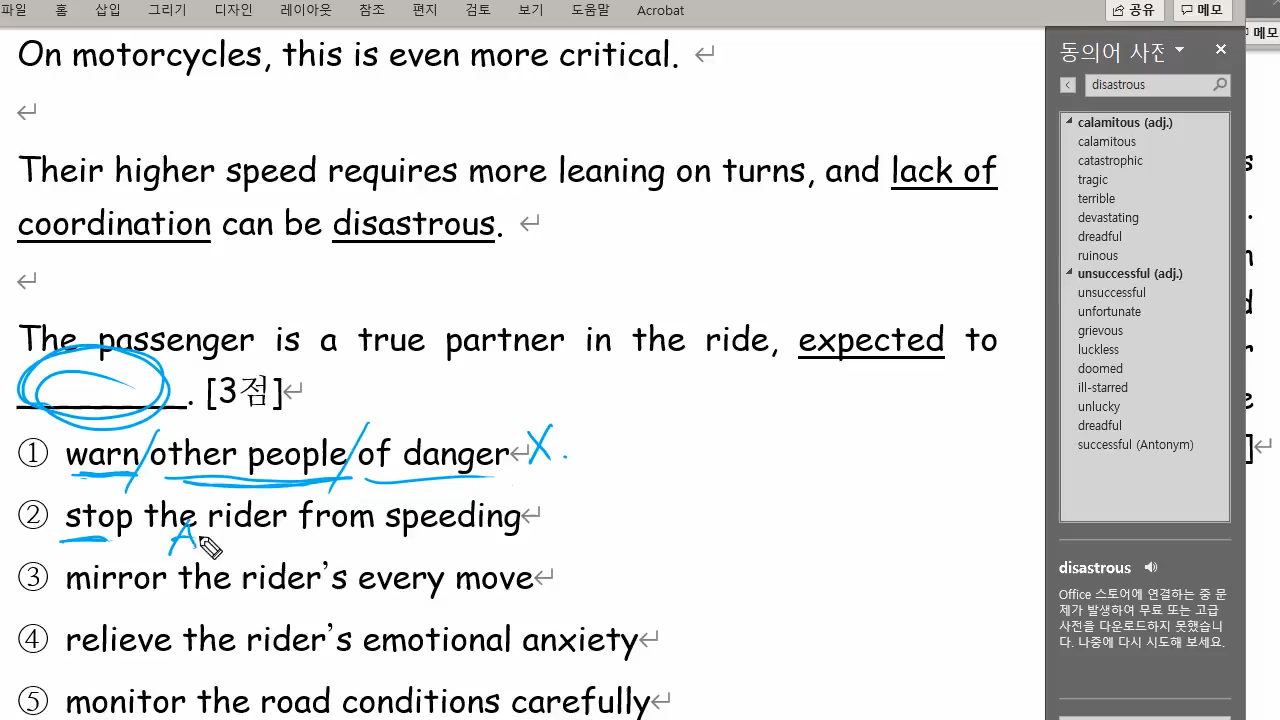 파일 홈 삽입 그리기 디자인 레이아웃 참조 편지 검토 보기 도움말 Acrobat 공유 메모
On motorcycles, this is even more critical.
Their higher speed requires more leaning on turns, and lack of
coordination can be disastrous.
The passenger is a true partner in the ride, expected to
________. [3점]
① warn other people of danger X.
② stop the rider from speeding
A
③ mirror the rider's every move
④ relieve the rider's emotional anxiety
⑤ monitor the road conditions carefully
동의어 사전
disastrous
calamitous (adj.)
calamitous
catastrophic
tragic
terrible
devastating
dreadful
ruinous
unsuccessful (adj.)
unsuccessful
unfortunate
grievous
luckless
doomed
ill-starred
unlucky
dreadful
successful (Antonym)
disastrous
Office 스토어에 연결하는 중 문
제가 발생하여 무료 또는 고급
사전을 다운로드하지 못했습니
다. 나중에 다시 시도해 보세요.
메모